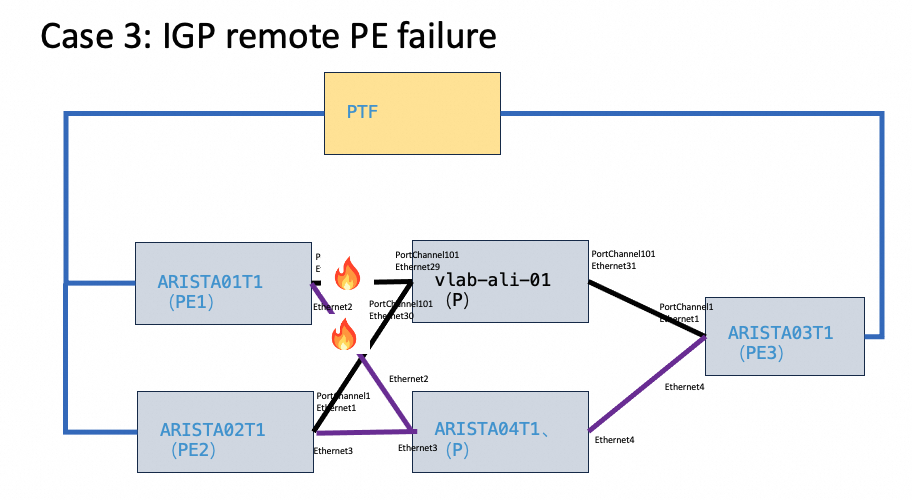 Case 3: IGP remote PE failure
PTF
P
E
PortChannel101
Ethernet29
PortChannel101
Ethernet31
ARISTA01T1
（PE1）
vlab-ali-01
（P）
Ethernet2
PortChannel101
Ethernet30
PortChannel1
Ethernet1
ARISTA03T1
（PE3）
Ethernet2
Ethernet4
PortChannel1
Ethernet1
ARISTA02T1
（PE2）
ARISTA04T1、
（P）
Ethernet3
Ethernet3
Ethernet4